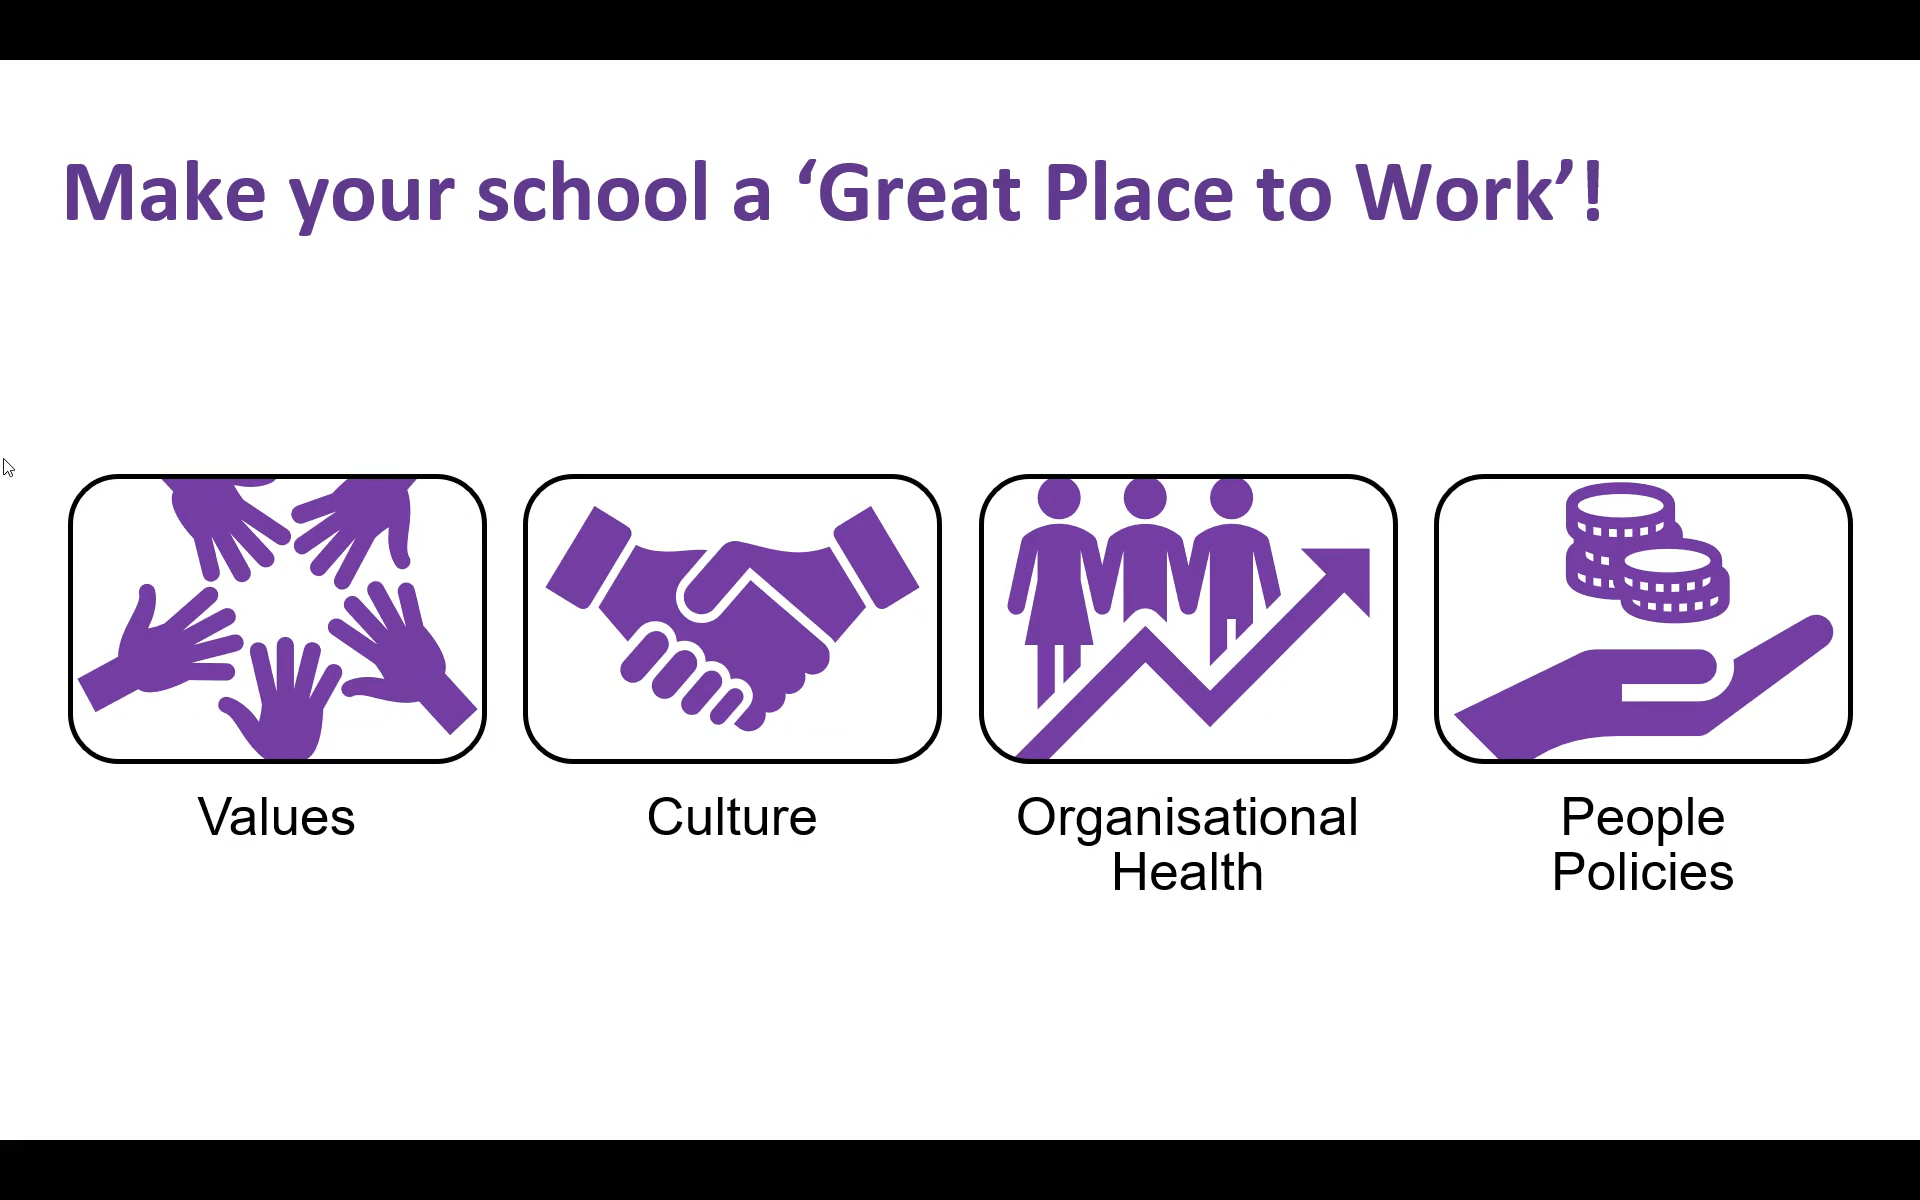 Make your school a ‘Great Place to Work’!
Values
Culture
Organisational
Health
People
Policies